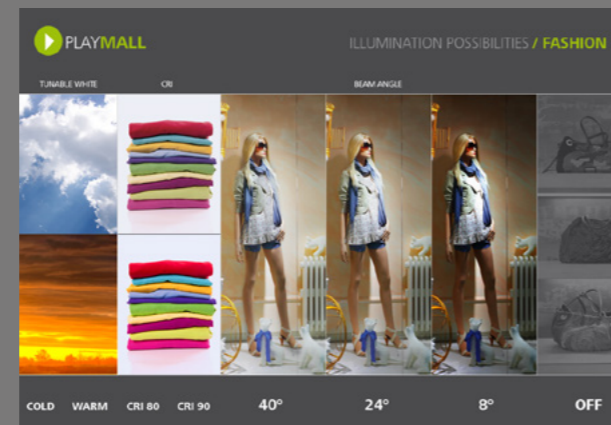 PLAYMALL
ILLUMINATION POSSIBILITIES / FASHION
TUNABLE WHITE CRI BEAM ANGLE
COLD WARM CRI 80 CRI 90 40° 24° 8° OFF